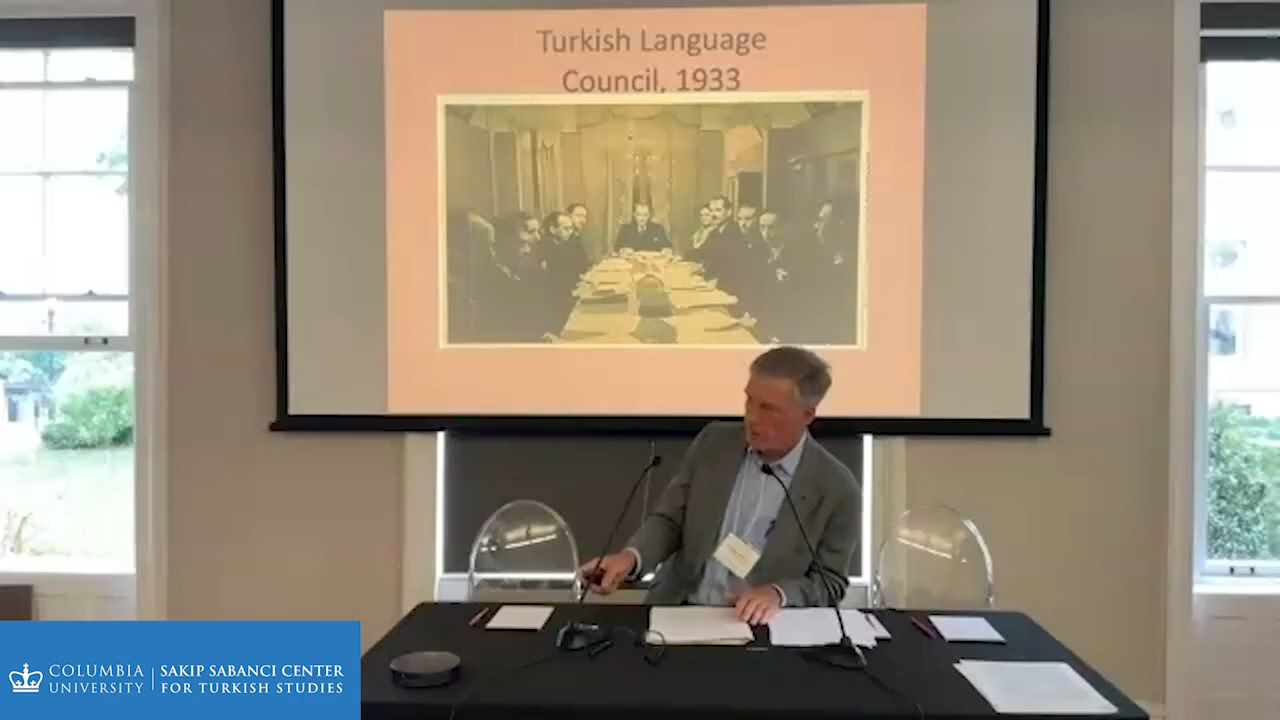 Turkish Language
Council, 1933
COLUMBIA
UNIVERSITY
SAKIP SABANCI CENTER
FOR TURKISH STUDIES